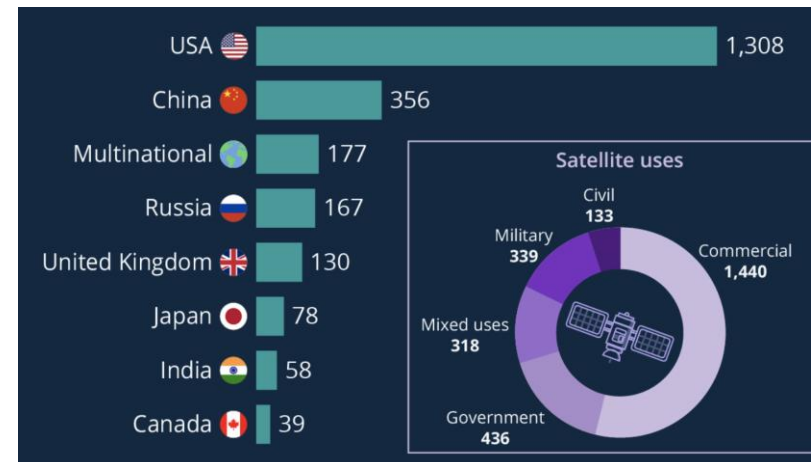 USA 1,308
China 356
Multinational 177
Russia 167
United Kingdom 130
Japan 78
India 58
Canada 39
Satellite uses
Civil
133
Military
339
Commercial
1,440
Mixed uses
318
Government
436